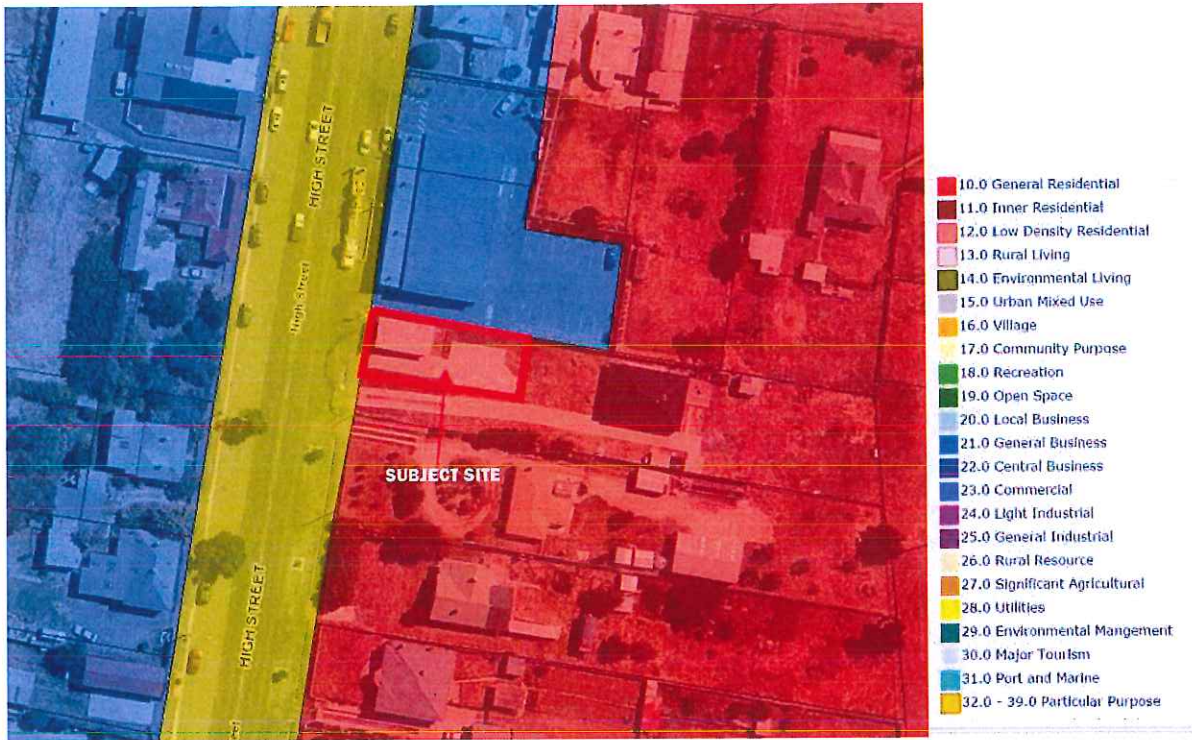 HIGH STREET
High Street
SUBJECT SITE
HIGH STREET
10.0 General Residential
11.0 Inner Residential
12.0 Low Density Residential
13.0 Rural Living
14.0 Environmental Living
15.0 Urban Mixed Use
16.0 Village
17.0 Community Purpose
18.0 Recreation
19.0 Open Space
20.0 Local Business
21.0 General Business
22.0 Central Business
23.0 Commercial
24.0 Light Industrial
25.0 General Industrial
26.0 Rural Resource
27.0 Significant Agricultural
28.0 Utilities
29.0 Environmental Mangement
30.0 Major Tourism
31.0 Port and Marine
32.0 - 39.0 Particular Purpose